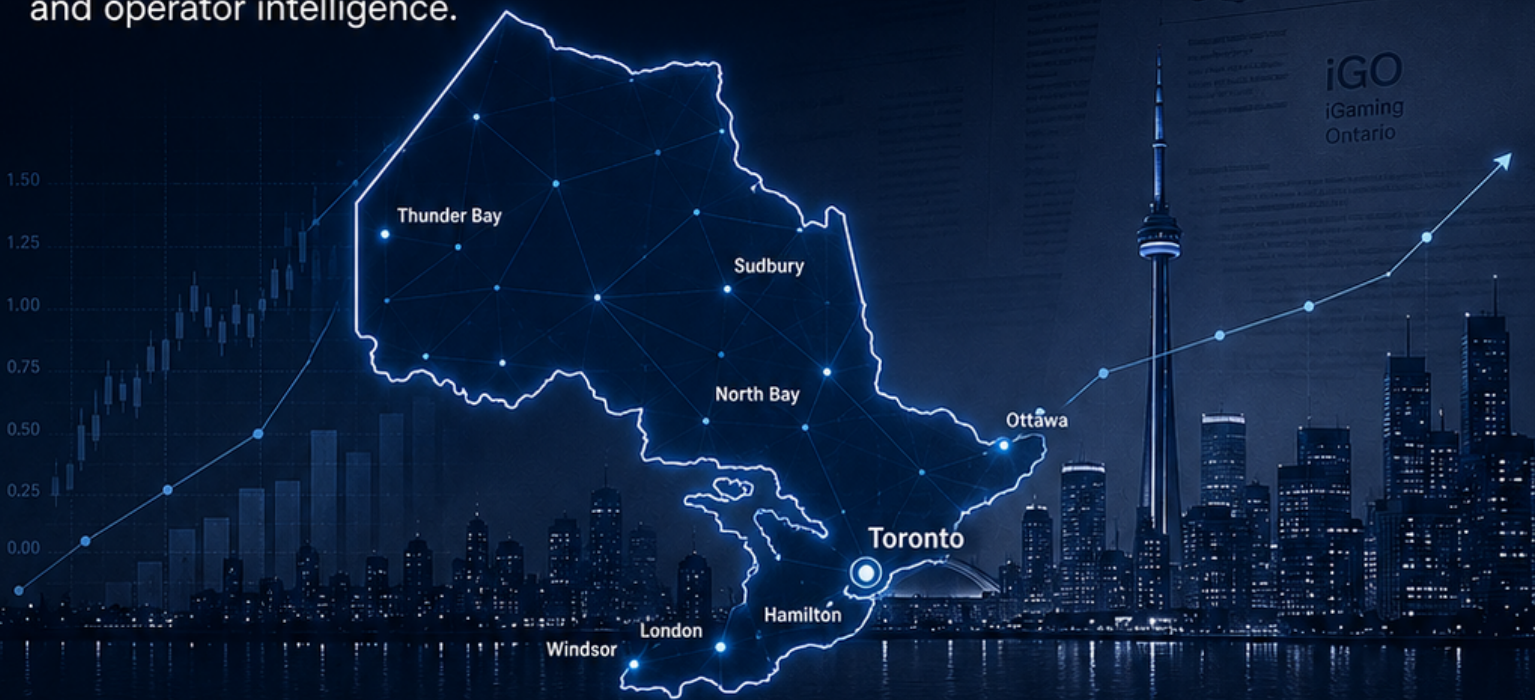 and operator intelligence.
iGO
iGaming
Ontario
1.50
1.25
1.00
0.75
0.50
0.25
0.00
Thunder Bay
Sudbury
North Bay
Ottawa
Toronto
Hamilton
London
Windsor